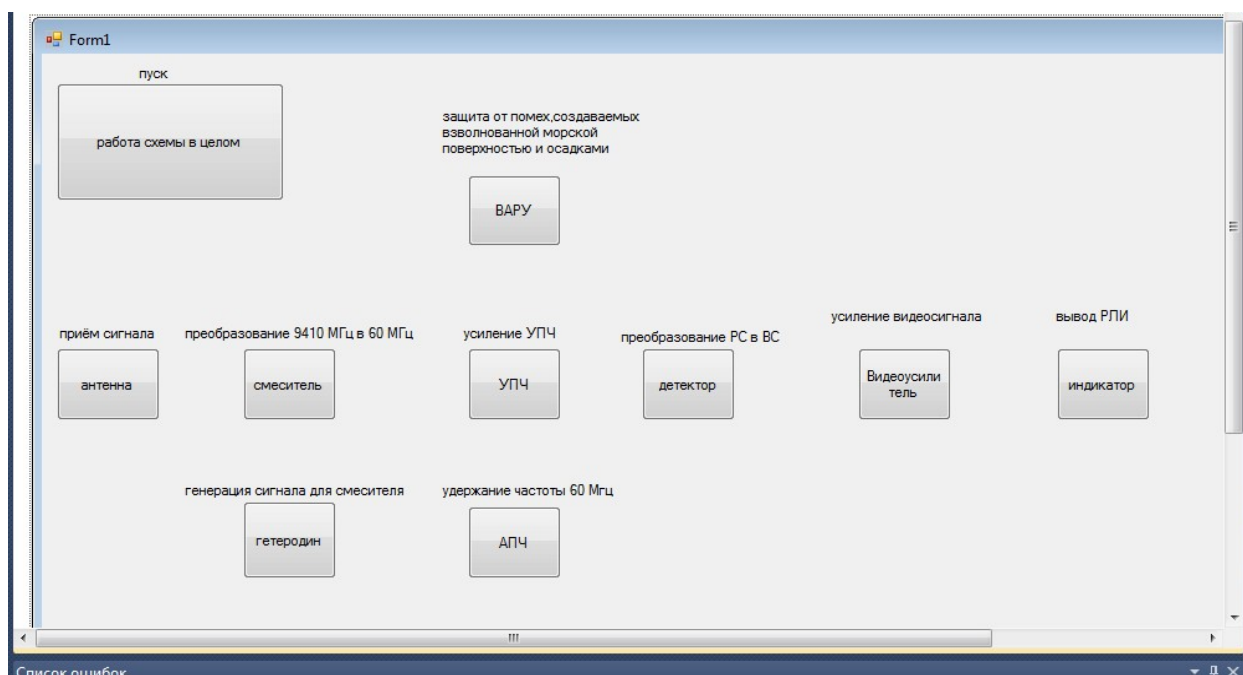 Form1
пуск
работа схемы в целом
защита от помех,создаваемых
взволнованной морской
поверхностью и осадками
ВАРУ
усиление видеосигнала
вывод РЛИ
приём сигнала
преобразование 9410 МГц в 60 МГц
усиление УПЧ
преобразование РС в ВС
антенна
смеситель
УПЧ
детектор
Видеоусили
тель
индикатор
генерация сигнала для смесителя
удержание частоты 60 Мгц
гетеродин
АПЧ
Список ошибок